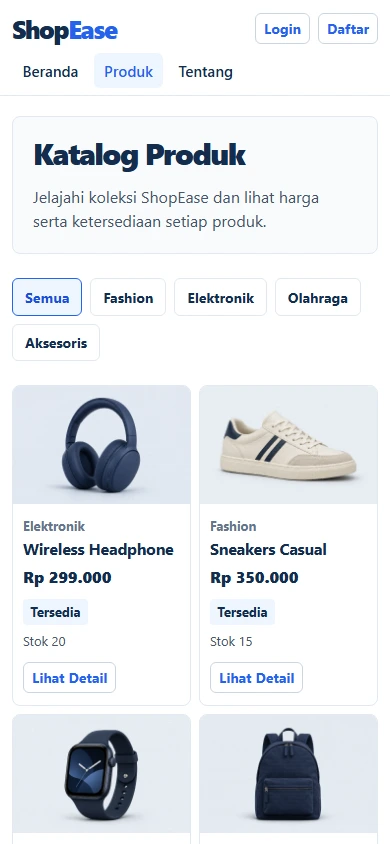 ShopEase
Login
Daftar
Beranda
Produk
Tentang
Katalog Produk
Jelajahi koleksi ShopEase dan lihat harga
serta ketersediaan setiap produk.
Semua
Fashion
Elektronik
Olahraga
Aksesoris
Elektronik
Wireless Headphone
Rp 299.000
Tersedia
Stok 20
Lihat Detail
Fashion
Sneakers Casual
Rp 350.000
Tersedia
Stok 15
Lihat Detail